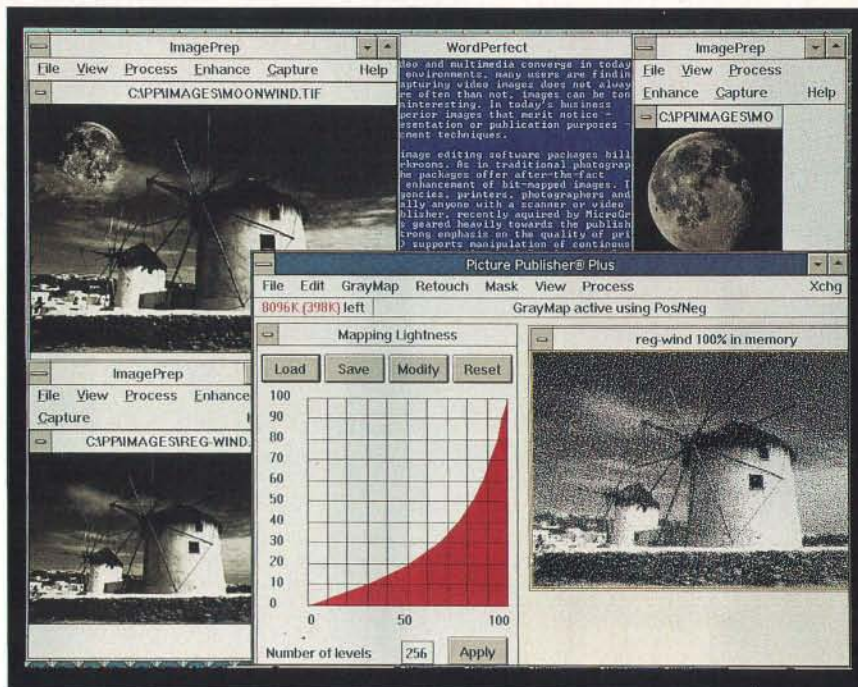 ImagePrep
File View Process Enhance Capture Help
C:\PP\IMAGES\MOONWIND.TIF
WordPerfect
deo and multimedia converge in today
environments, many users are findin
apturing video images does not alway
re often than not, images can be ton
ninteresting. In today's business
perior images that merit notice -
esentation or publication purposes -
cment techniques.
image editing software packages bill
rkrooms. As in traditional photograp
he packages offer after-the-fact
enhancement of bit-mapped images. I
gencies, printers, photographers and
ally anyone with a scanner or video
blisher, recently aquired by MicroGr
s geared heavily towards the publish
trong emphasis on the quality of pri
supports manipulation of continous
ImagePrep
File View Process
Enhance Capture Help
C:\PP\IMAGES\MO
Picture Publisher® Plus
File Edit GrayMap Retouch Mask View Process Xchg
8096K (398K) left GrayMap active using Pos/Neg
Mapping Lightness
Load Save Modify Reset
100
90
80
70
60
50
40
30
20
10
0
0 50 100
Number of levels 256 Apply
reg-wind 100% in memory
ImagePrep
File View Process Enhance
Capture
C:\PP\IMAGES\REG-WIND.